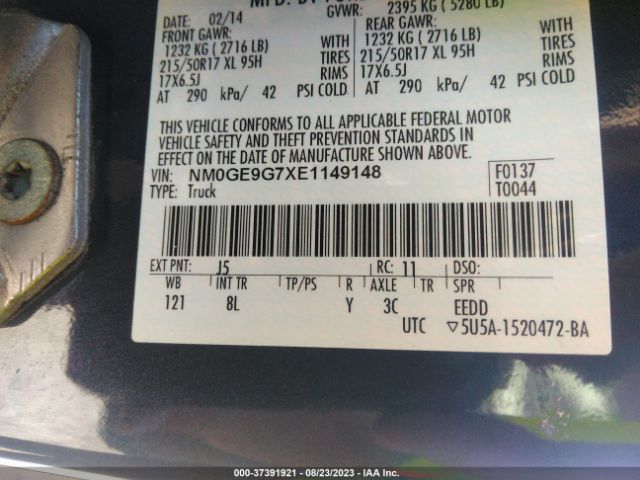 MFD. BY FORD
DATE: 02/14 GVWR: 2395 KG ( 5280 LB)
FRONT GAWR: REAR GAWR:
1232 KG ( 2716 LB) WITH 1232 KG ( 2716 LB) WITH
215/50R17 XL 95H TIRES 215/50R17 XL 95H TIRES
17X6.5J RIMS 17X6.5J RIMS
AT 290 kPa/ 42 PSI COLD AT 290 kPa/ 42 PSI COLD
THIS VEHICLE CONFORMS TO ALL APPLICABLE FEDERAL MOTOR
VEHICLE SAFETY AND THEFT PREVENTION STANDARDS IN
EFFECT ON THE DATE OF MANUFACTURE SHOWN ABOVE.
VIN: NM0GE9G7XE1149148 F0137
TYPE: Truck T0044
EXT PNT: J5 RC: 11 DSO:
WB INT TR TP/PS R AXLE TR SPR
121 8L Y 3C EEDD
UTC ▽5U5A-1520472-BA
000-37391921 - 08/23/2023 - IAA Inc.